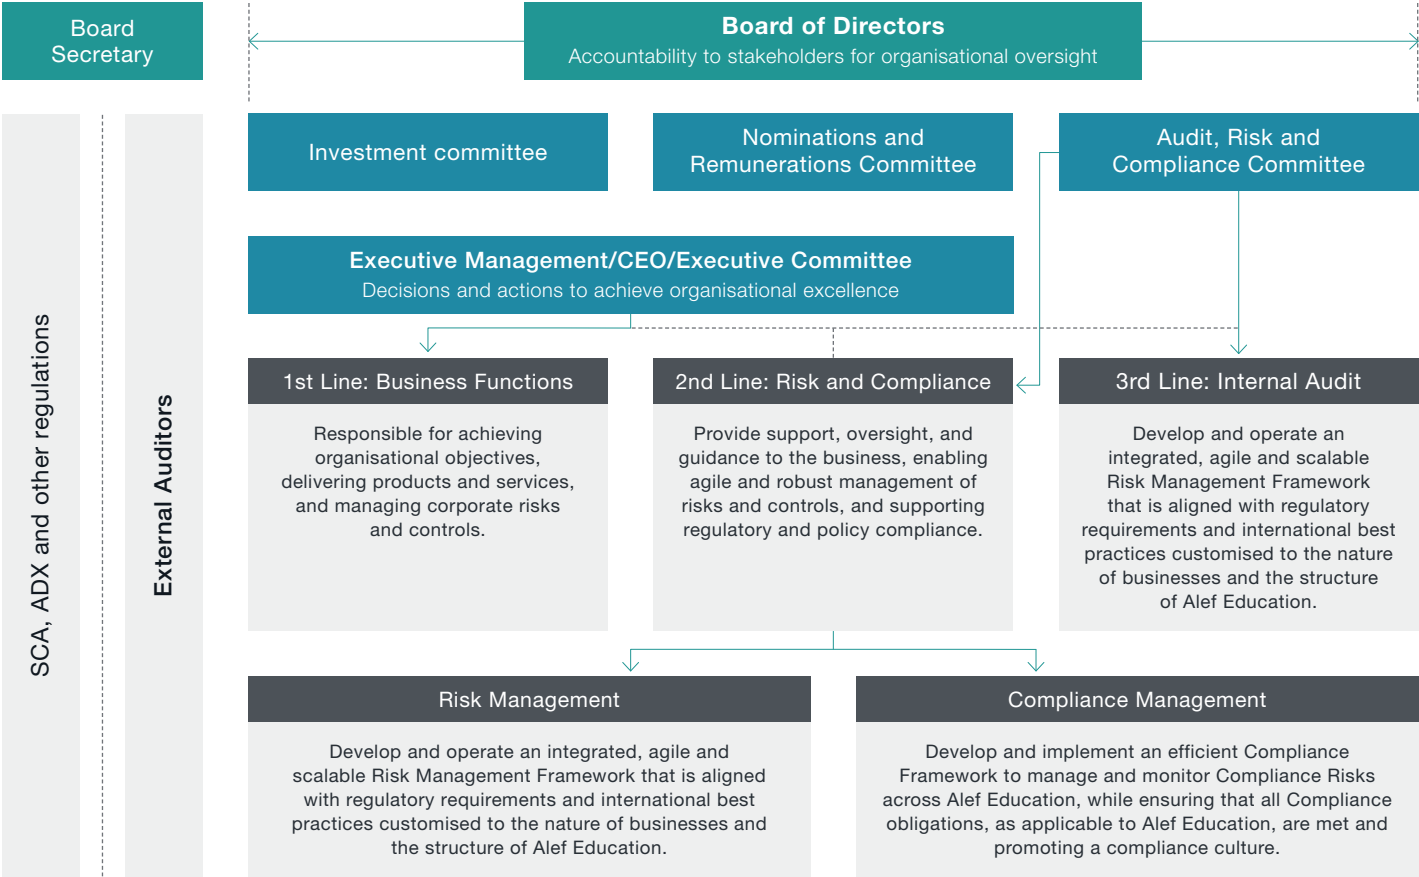 Board
Secretary
Board of Directors
Accountability to stakeholders for organisational oversight
SCA, ADX and other regulations
External Auditors
Investment committee
Nominations and
Remunerations Committee
Audit, Risk and
Compliance Committee
Executive Management/CEO/Executive Committee
Decisions and actions to achieve organisational excellence
1st Line: Business Functions
Responsible for achieving
organisational objectives,
delivering products and services,
and managing corporate risks
and controls.
2nd Line: Risk and Compliance
Provide support, oversight, and
guidance to the business, enabling
agile and robust management of
risks and controls, and supporting
regulatory and policy compliance.
3rd Line: Internal Audit
Develop and operate an
integrated, agile and scalable
Risk Management Framework
that is aligned with regulatory
requirements and international best
practices customised to the nature
of businesses and the structure
of Alef Education.
Risk Management
Develop and operate an integrated, agile and
scalable Risk Management Framework that is aligned
with regulatory requirements and international best
practices customised to the nature of businesses and
the structure of Alef Education.
Compliance Management
Develop and implement an efficient Compliance
Framework to manage and monitor Compliance Risks
across Alef Education, while ensuring that all Compliance
obligations, as applicable to Alef Education, are met and
promoting a compliance culture.